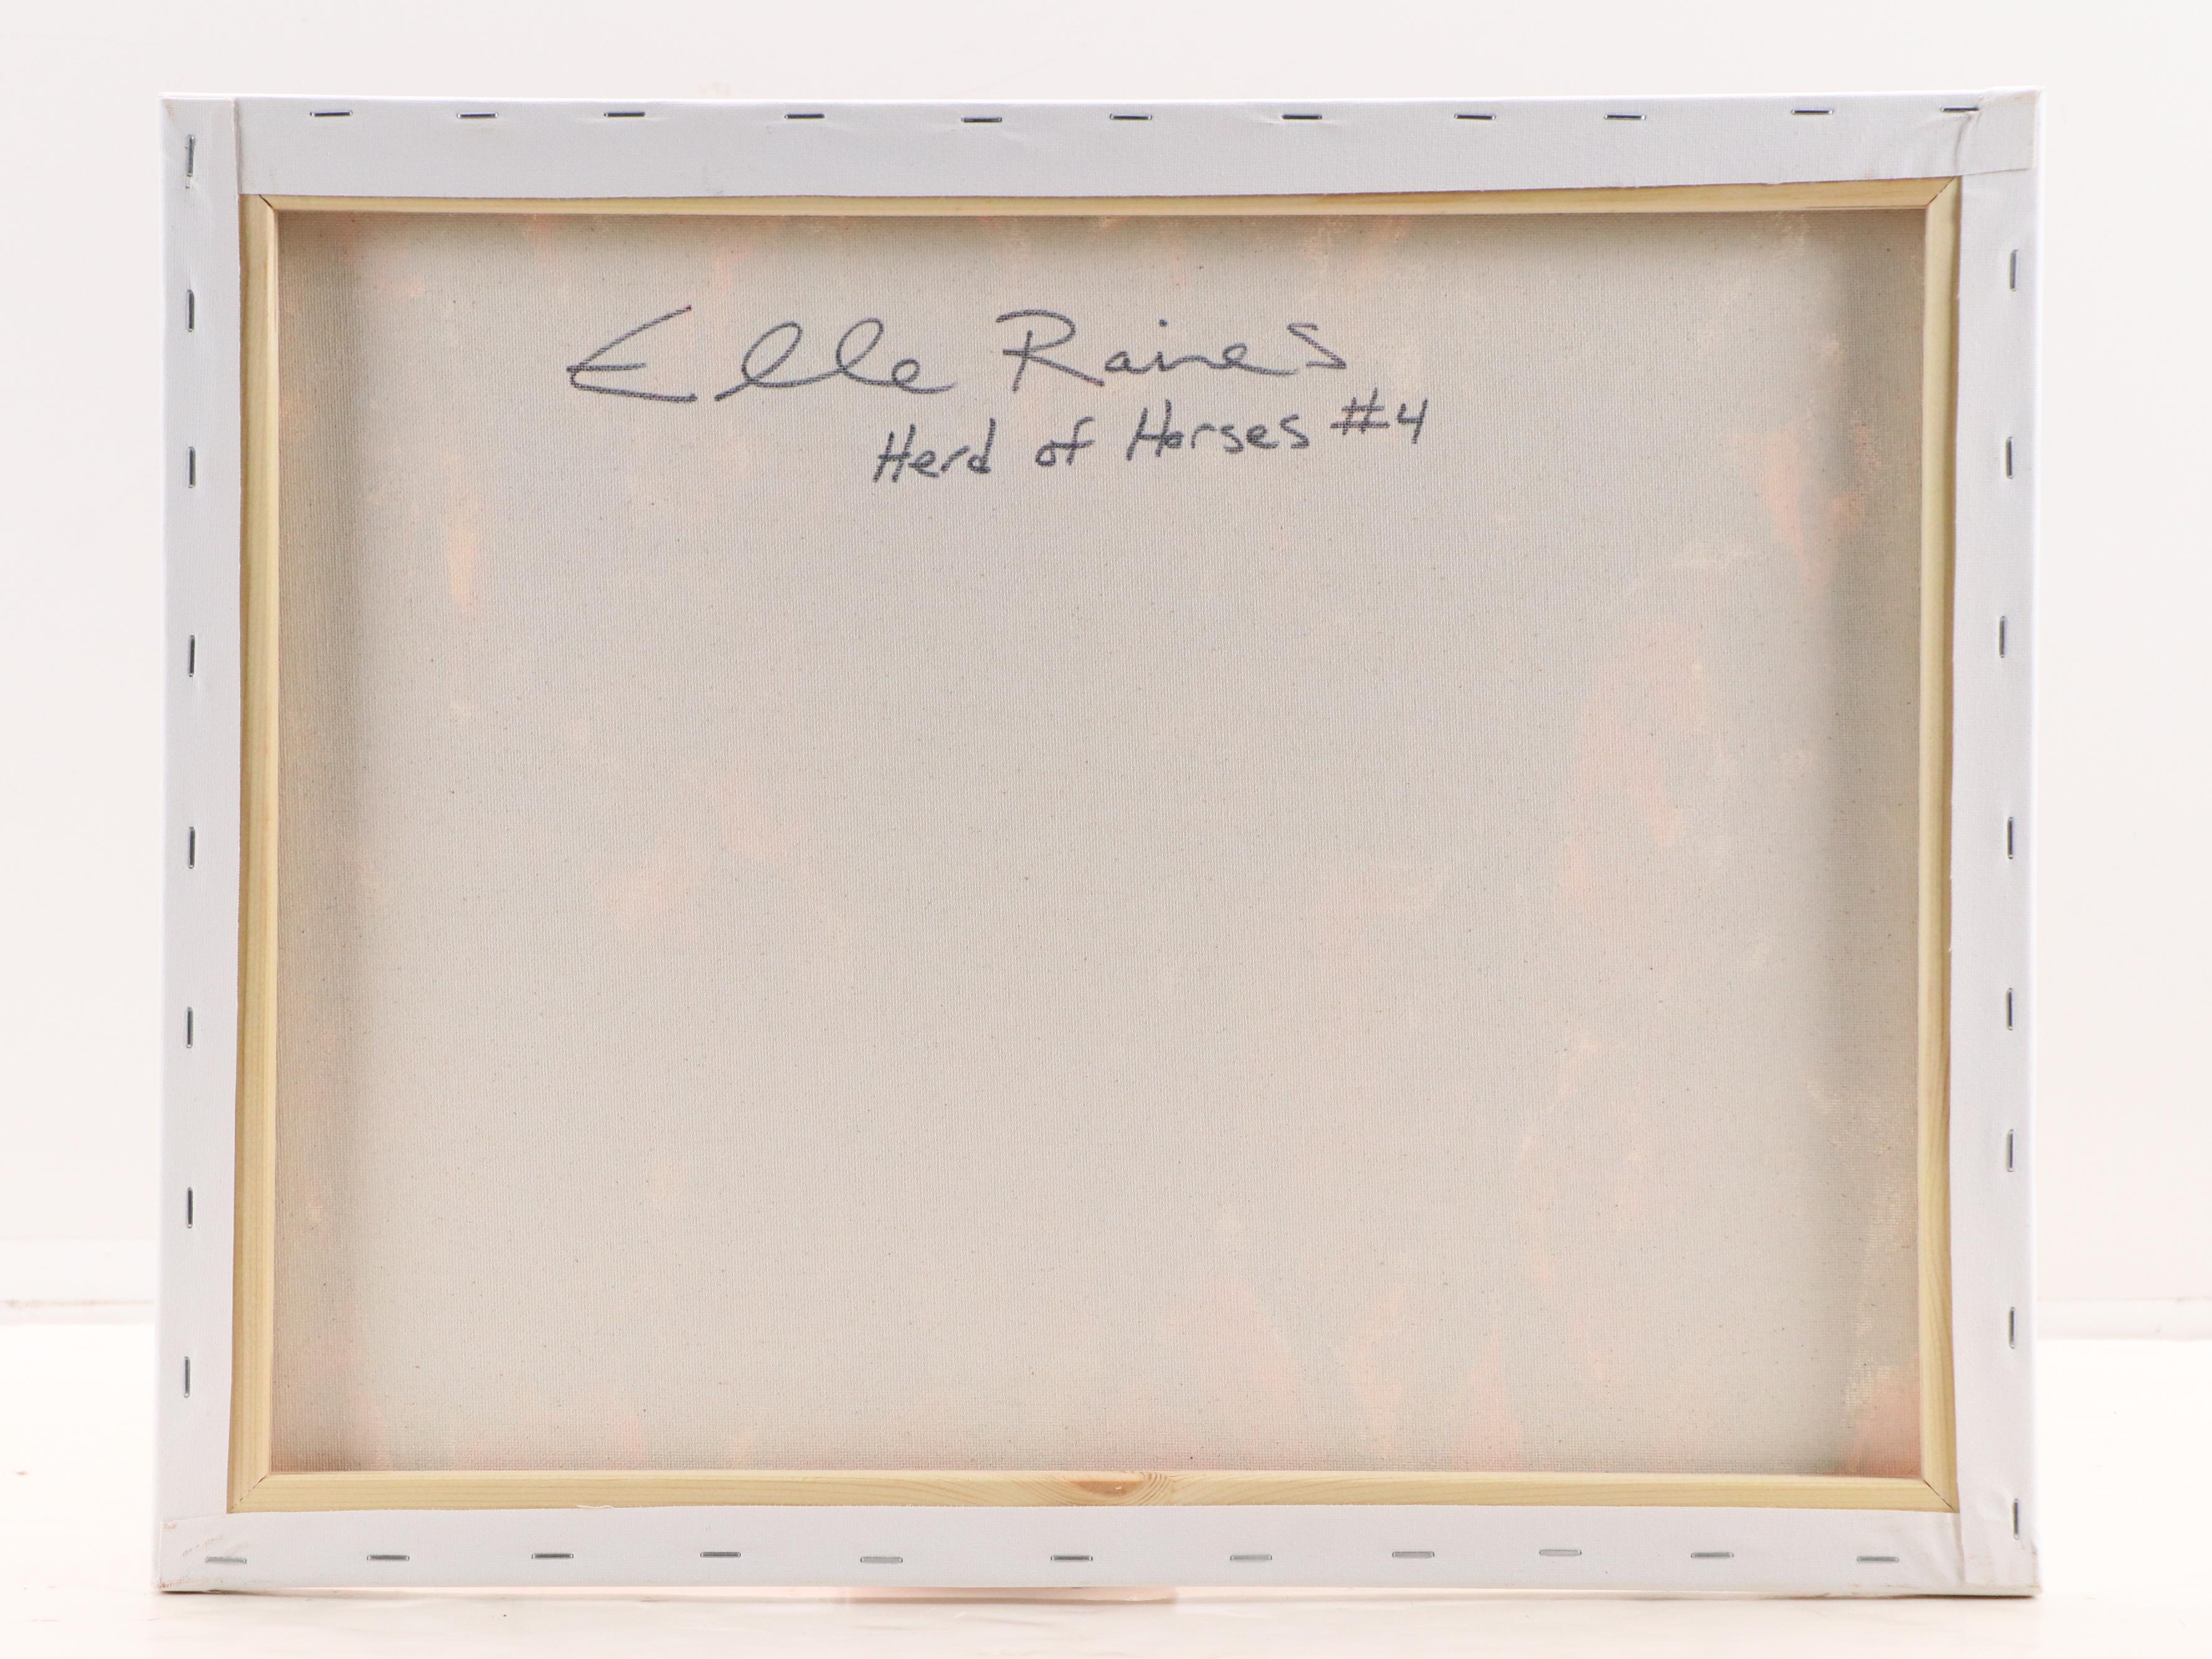 Elle Raines
Herd of Horses #4